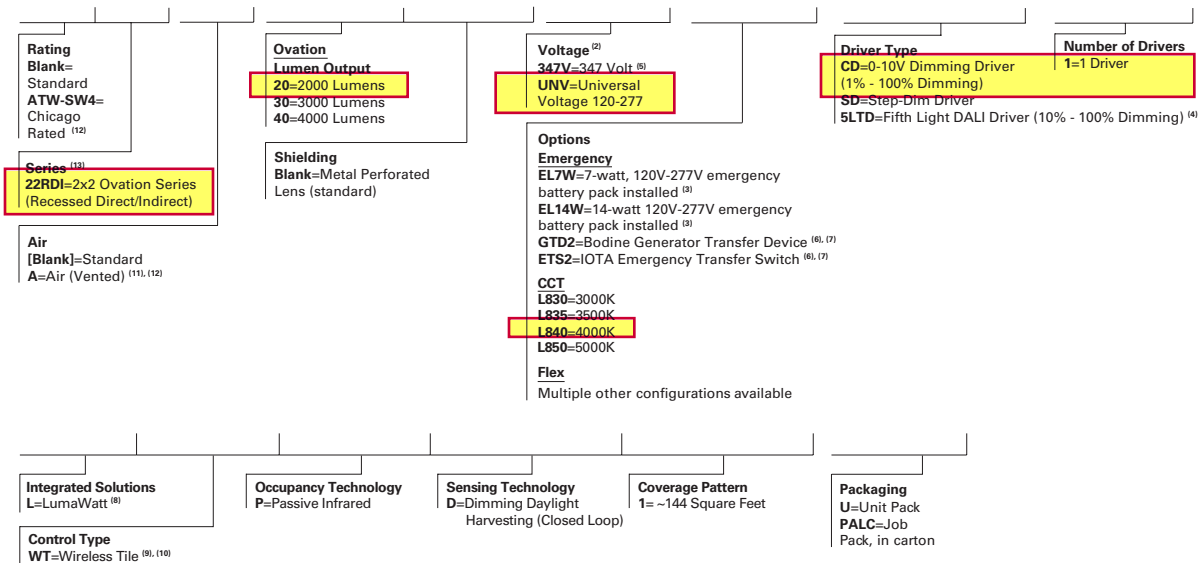 Rating
Blank=
Standard
ATW-SW4=
Chicago
Rated (12)
Series (13)
22RDI=2x2 Ovation Series
(Recessed Direct/Indirect)
Air
[Blank]=Standard
A=Air (Vented) (11), (12)
Ovation
Lumen Output
20=2000 Lumens
30=3000 Lumens
40=4000 Lumens
Shielding
Blank=Metal Perforated
Lens (standard)
Voltage (2)
347V=347 Volt (5)
UNV=Universal
Voltage 120-277
Options
Emergency
EL7W=7-watt, 120V-277V emergency
battery pack installed (3)
EL14W=14-watt 120V-277V emergency
battery pack installed (3)
GTD2=Bodine Generator Transfer Device (6), (7)
ETS2=IOTA Emergency Transfer Switch (6), (7)
CCT
L830=3000K
L835=3500K
L840=4000K
L850=5000K
Flex
Multiple other configurations available
Driver Type
CD=0-10V Dimming Driver
(1% - 100% Dimming)
SD=Step-Dim Driver
5LTD=Fifth Light DALI Driver (10% - 100% Dimming) (4)
Number of Drivers
1=1 Driver
Integrated Solutions
L=LumaWatt (8)
Control Type
WT=Wireless Tile (9), (10)
Occupancy Technology
P=Passive Infrared
Sensing Technology
D=Dimming Daylight
Harvesting (Closed Loop)
Coverage Pattern
1= ~144 Square Feet
Packaging
U=Unit Pack
PALC=Job
Pack, in carton